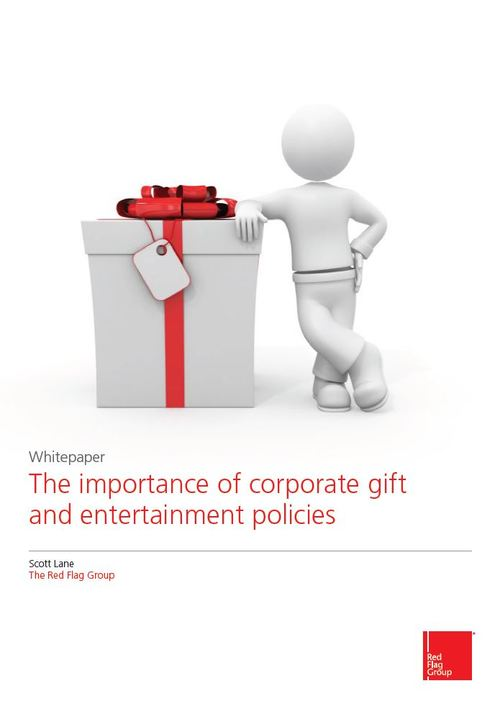 Whitepaper
The importance of corporate gift
and entertainment policies
Scott Lane
The Red Flag Group
Red
Flag
Group